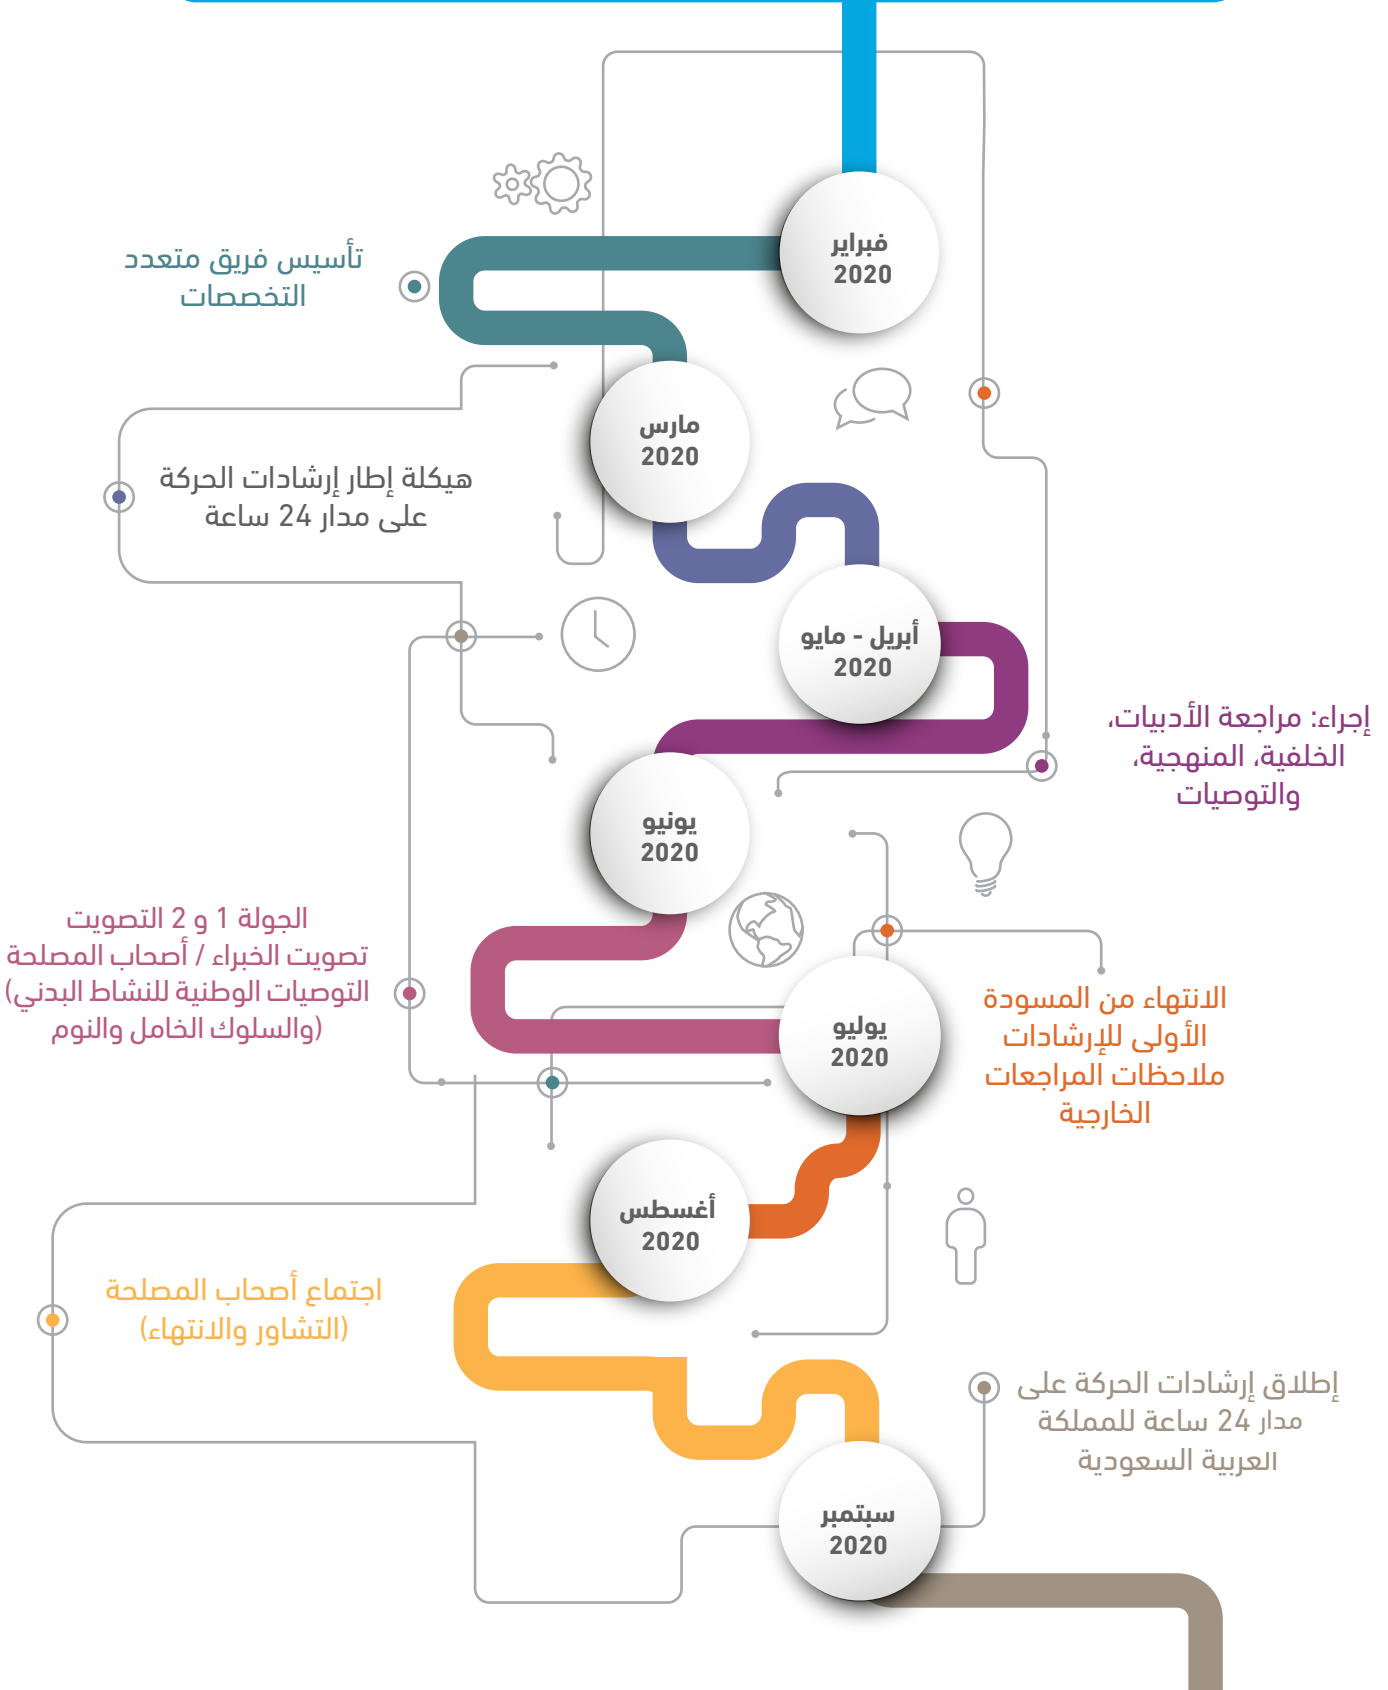 فبراير
2020
تأسيس فريق متعدد
التخصصات
مارس
2020
هيكلة إطار إرشادات الحركة
على مدار 24 ساعة
أبريل - مايو
2020
إجراء: مراجعة الأدبيات،
الخلفية، المنهجية،
والتوصيات
يونيو
2020
الجولة 1 و 2 التصويت
تصويت الخبراء / أصحاب المصلحة
التوصيات الوطنية للنشاط البدني)
(والسلوك الخامل والنوم
يوليو
2020
الانتهاء من المسودة
الأولى للإرشادات
ملاحظات المراجعات
الخارجية
أغسطس
2020
اجتماع أصحاب المصلحة
(التشاور والانتهاء)
إطلاق إرشادات الحركة على
مدار 24 ساعة للمملكة
العربية السعودية
سبتمبر
2020